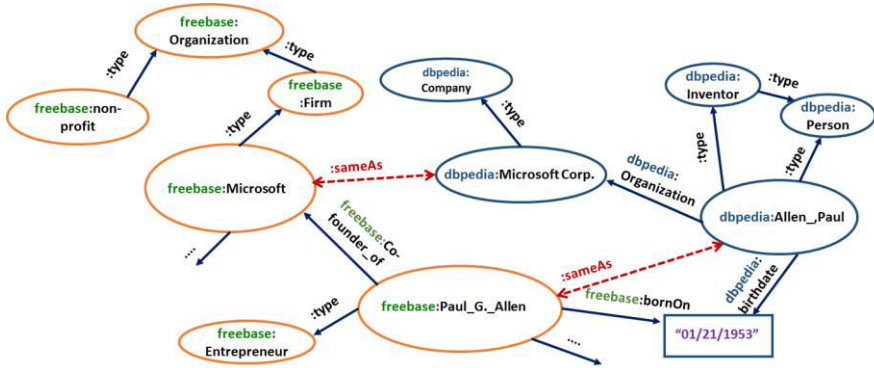 freebase:
Organization
:type
:type
freebase:non-
profit
freebase
:Firm
:type
dbpedia:
Company
:type
dbpedia:
Inventor
:type
dbpedia:
Person
:type
:type
freebase:Microsoft
:sameAs
dbpedia:Microsoft Corp.
dbpedia:
Organization
dbpedia:Allen_,Paul
....
freebase:Co-
founder_of
:sameAs
dbpedia:
birthdate
:type
freebase:Paul_G._Allen
freebase:bornOn
"01/21/1953"
freebase:
Entrepreneur
....